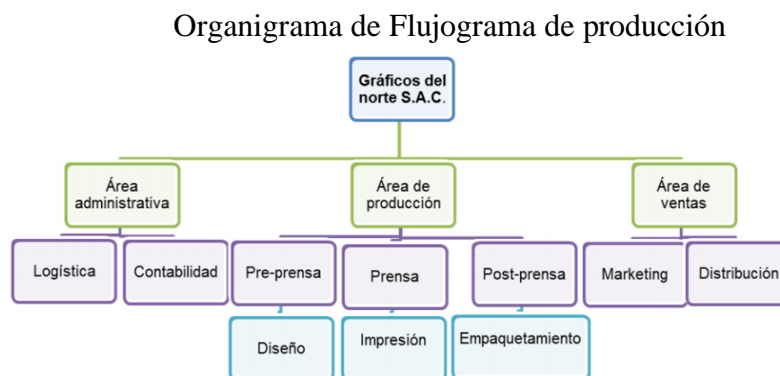 Organigrama de Flujograma de producción
Gráficos del
norte S.A.C.
Área
administrativa
Área de
producción
Área de
ventas
Logística
Contabilidad
Pre-prensa
Prensa
Post-prensa
Marketing
Distribución
Diseño
Impresión
Empaquetamiento